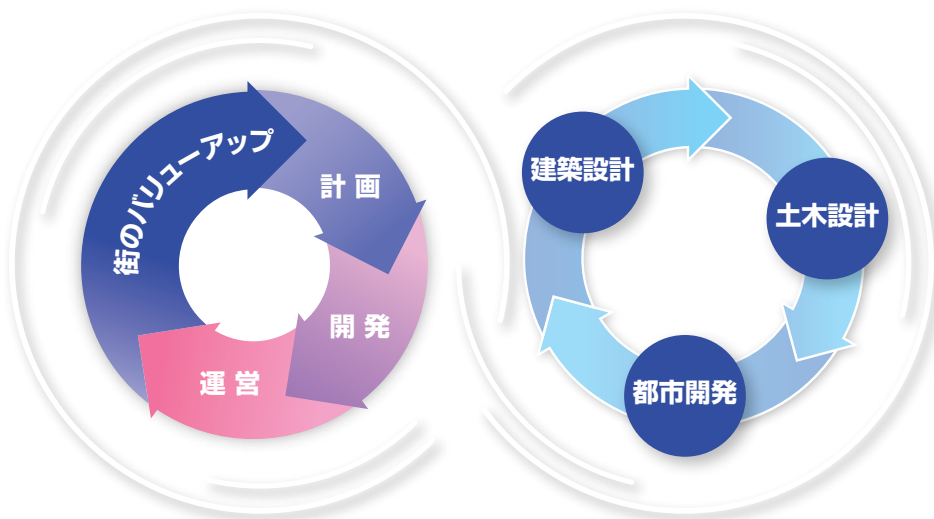 街のバリューアップ
計画
開発
運営
建築設計
土木設計
都市開発